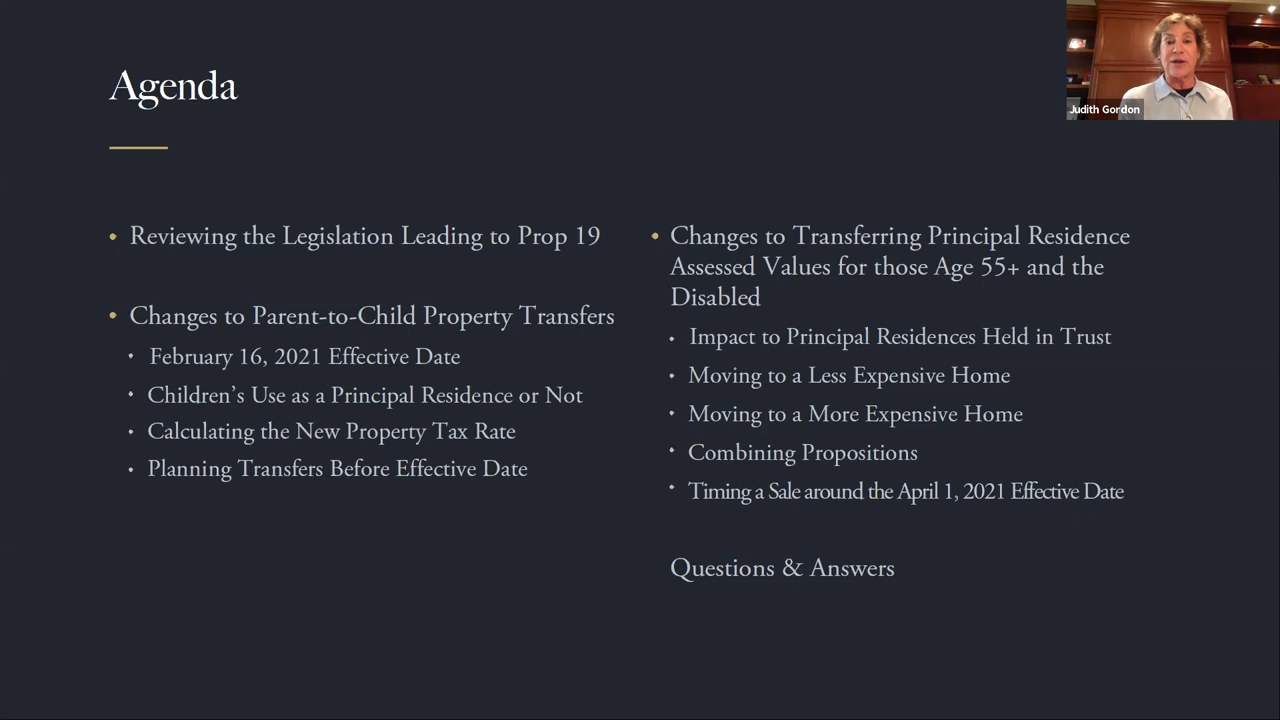 Agenda
Reviewing the Legislation Leading to Prop 19
Changes to Parent-to-Child Property Transfers
February 16, 2021 Effective Date
Children’s Use as a Principal Residence or Not
Calculating the New Property Tax Rate
Planning Transfers Before Effective Date
Changes to Transferring Principal Residence
Assessed Values for those Age 55+ and the
Disabled
Impact to Principal Residences Held in Trust
Moving to a Less Expensive Home
Moving to a More Expensive Home
Combining Propositions
Timing a Sale around the April 1, 2021 Effective Date
Questions & Answers
Judith Gordon